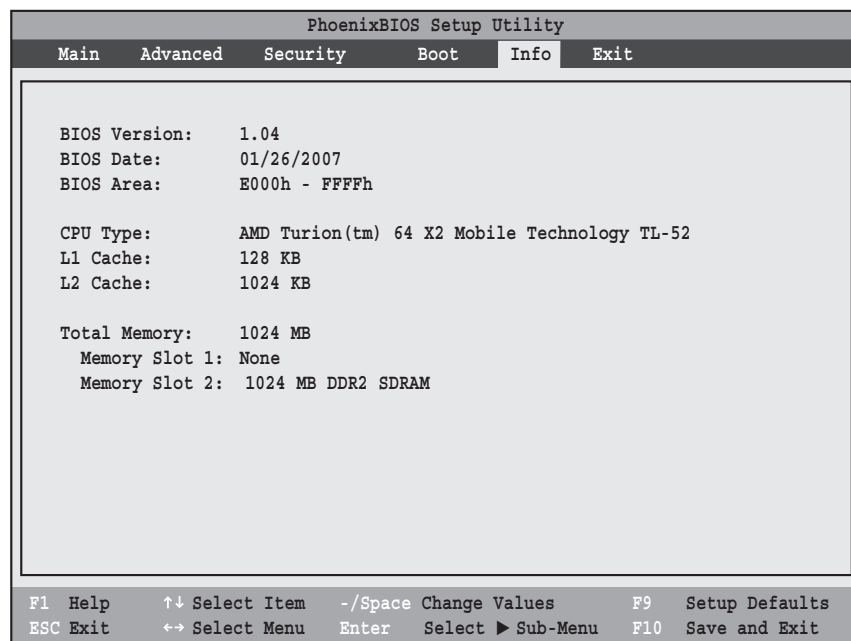 PhoenixBIOS Setup Utility
Main Advanced Security Boot Info Exit
BIOS Version: 1.04
BIOS Date: 01/26/2007
BIOS Area: E000h - FFFFh
CPU Type: AMD Turion(tm) 64 X2 Mobile Technology TL-52
L1 Cache: 128 KB
L2 Cache: 1024 KB
Total Memory: 1024 MB
Memory Slot 1: None
Memory Slot 2: 1024 MB DDR2 SDRAM
F1 Help ↑↓ Select Item -/Space Change Values F9 Setup Defaults
ESC Exit ←→ Select Menu Enter Select ▶ Sub-Menu F10 Save and Exit